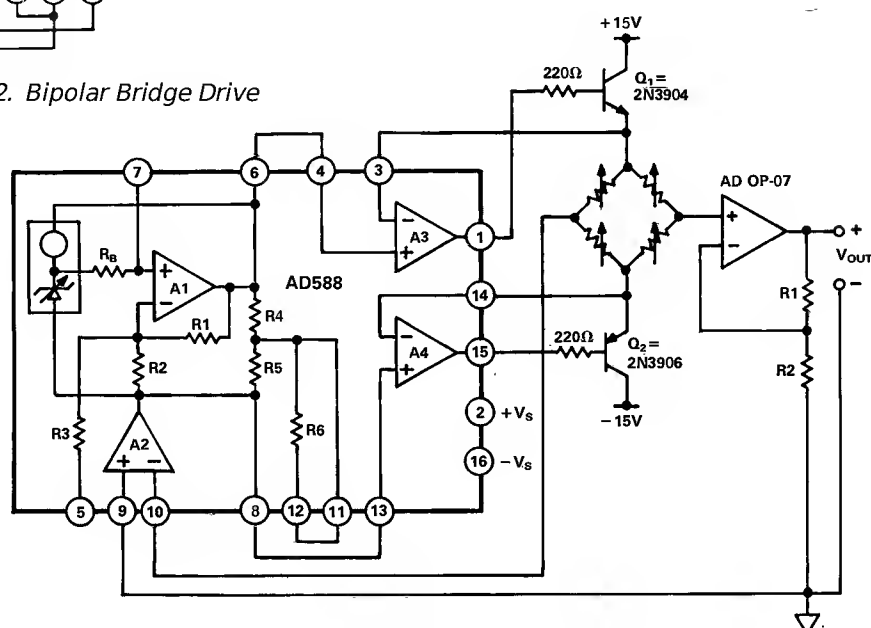 +15V
220Ω
Q1=
2N3904
2. Bipolar Bridge Drive
7
6
4
3
AD OP-07
RB
+
A1
−
−
A3
+
1
+
−
+
VOUT
−
AD588
R4
R1
R1
14
R2
R5
−
A4
+
15
220Ω
Q2=
2N3906
R2
R3
A2
+ −
R6
2 +VS
−15V
16 −VS
5
9
10
8
12
11
13